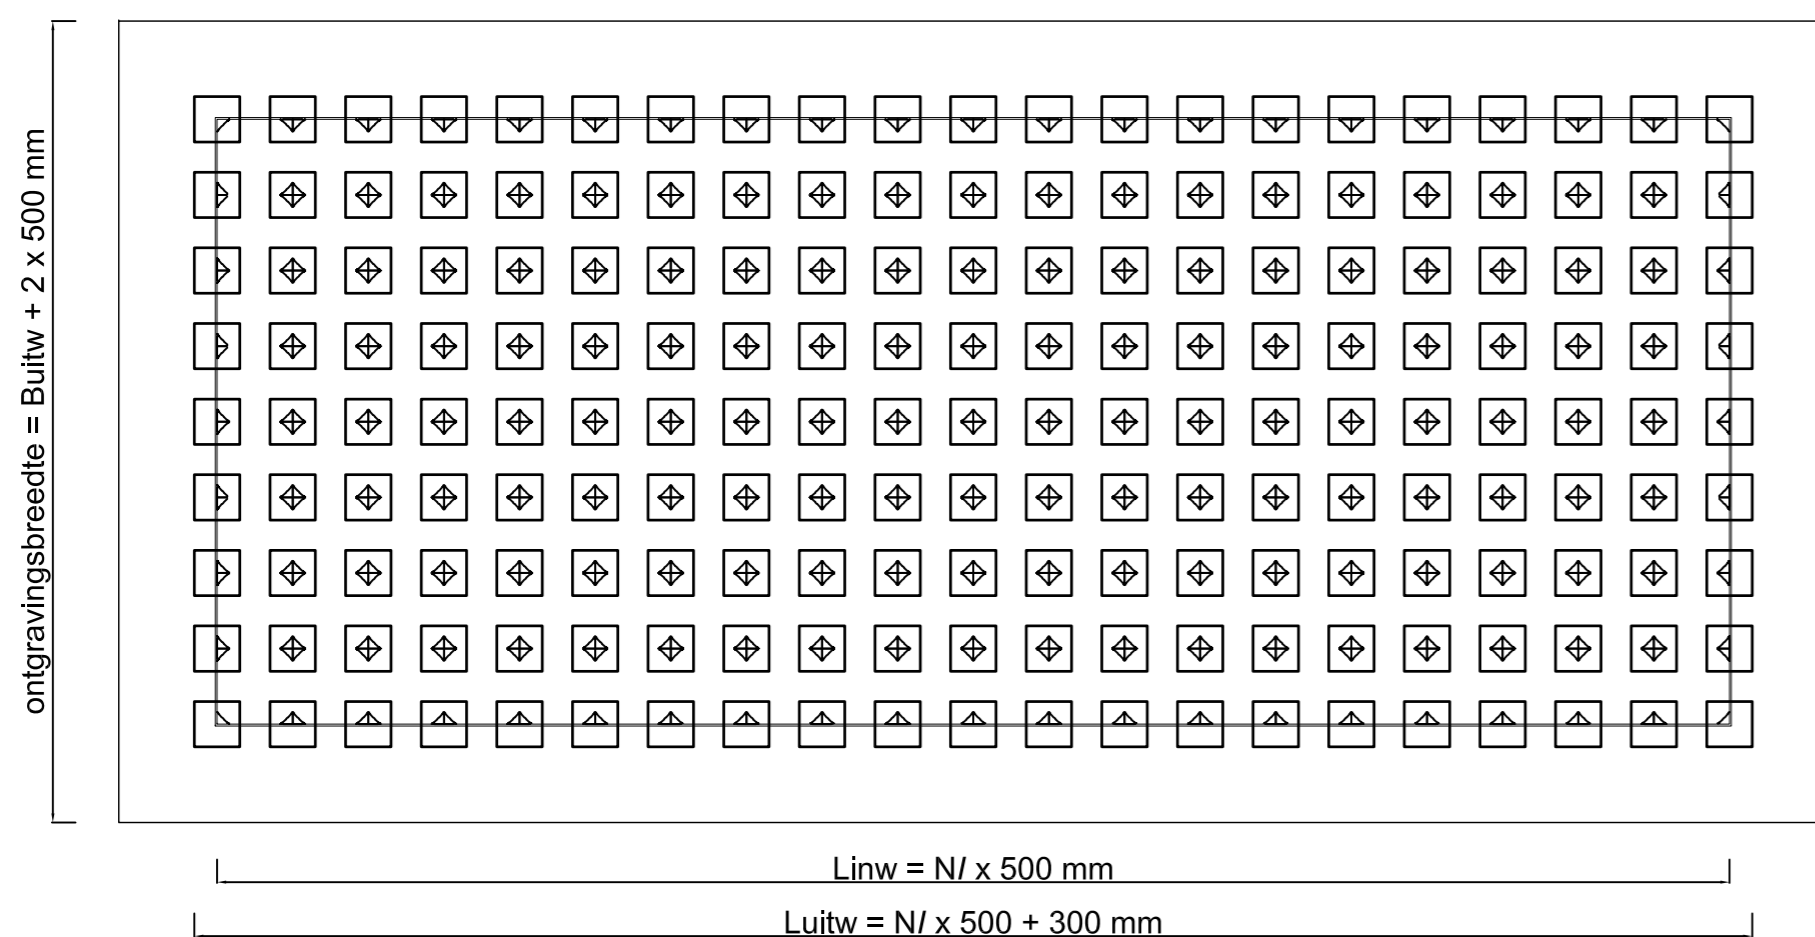 ontgravingsbreedte = Buitw + 2 x 500 mm
Linw = Nl x 500 mm
Luitw = Nl x 500 + 300 mm